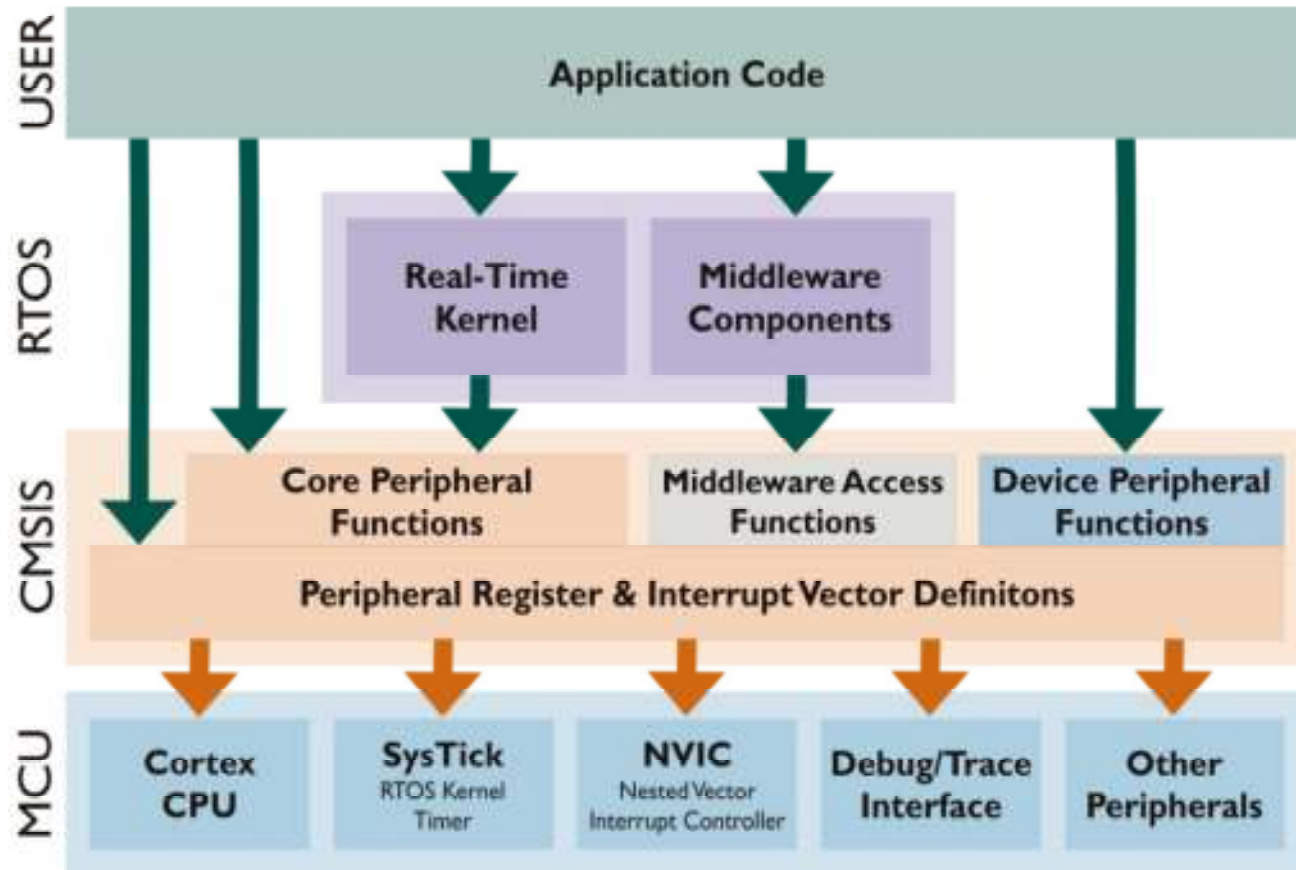 USER
Application Code
RTOS
Real-Time
Kernel
Middleware
Components
CMSIS
Core Peripheral
Functions
Middleware Access
Functions
Device Peripheral
Functions
Peripheral Register & Interrupt Vector Definitons
MCU
Cortex
CPU
SysTick
RTOS Kernel
Timer
NVIC
Nested Vector
Interrupt Controller
Debug/Trace
Interface
Other
Peripherals